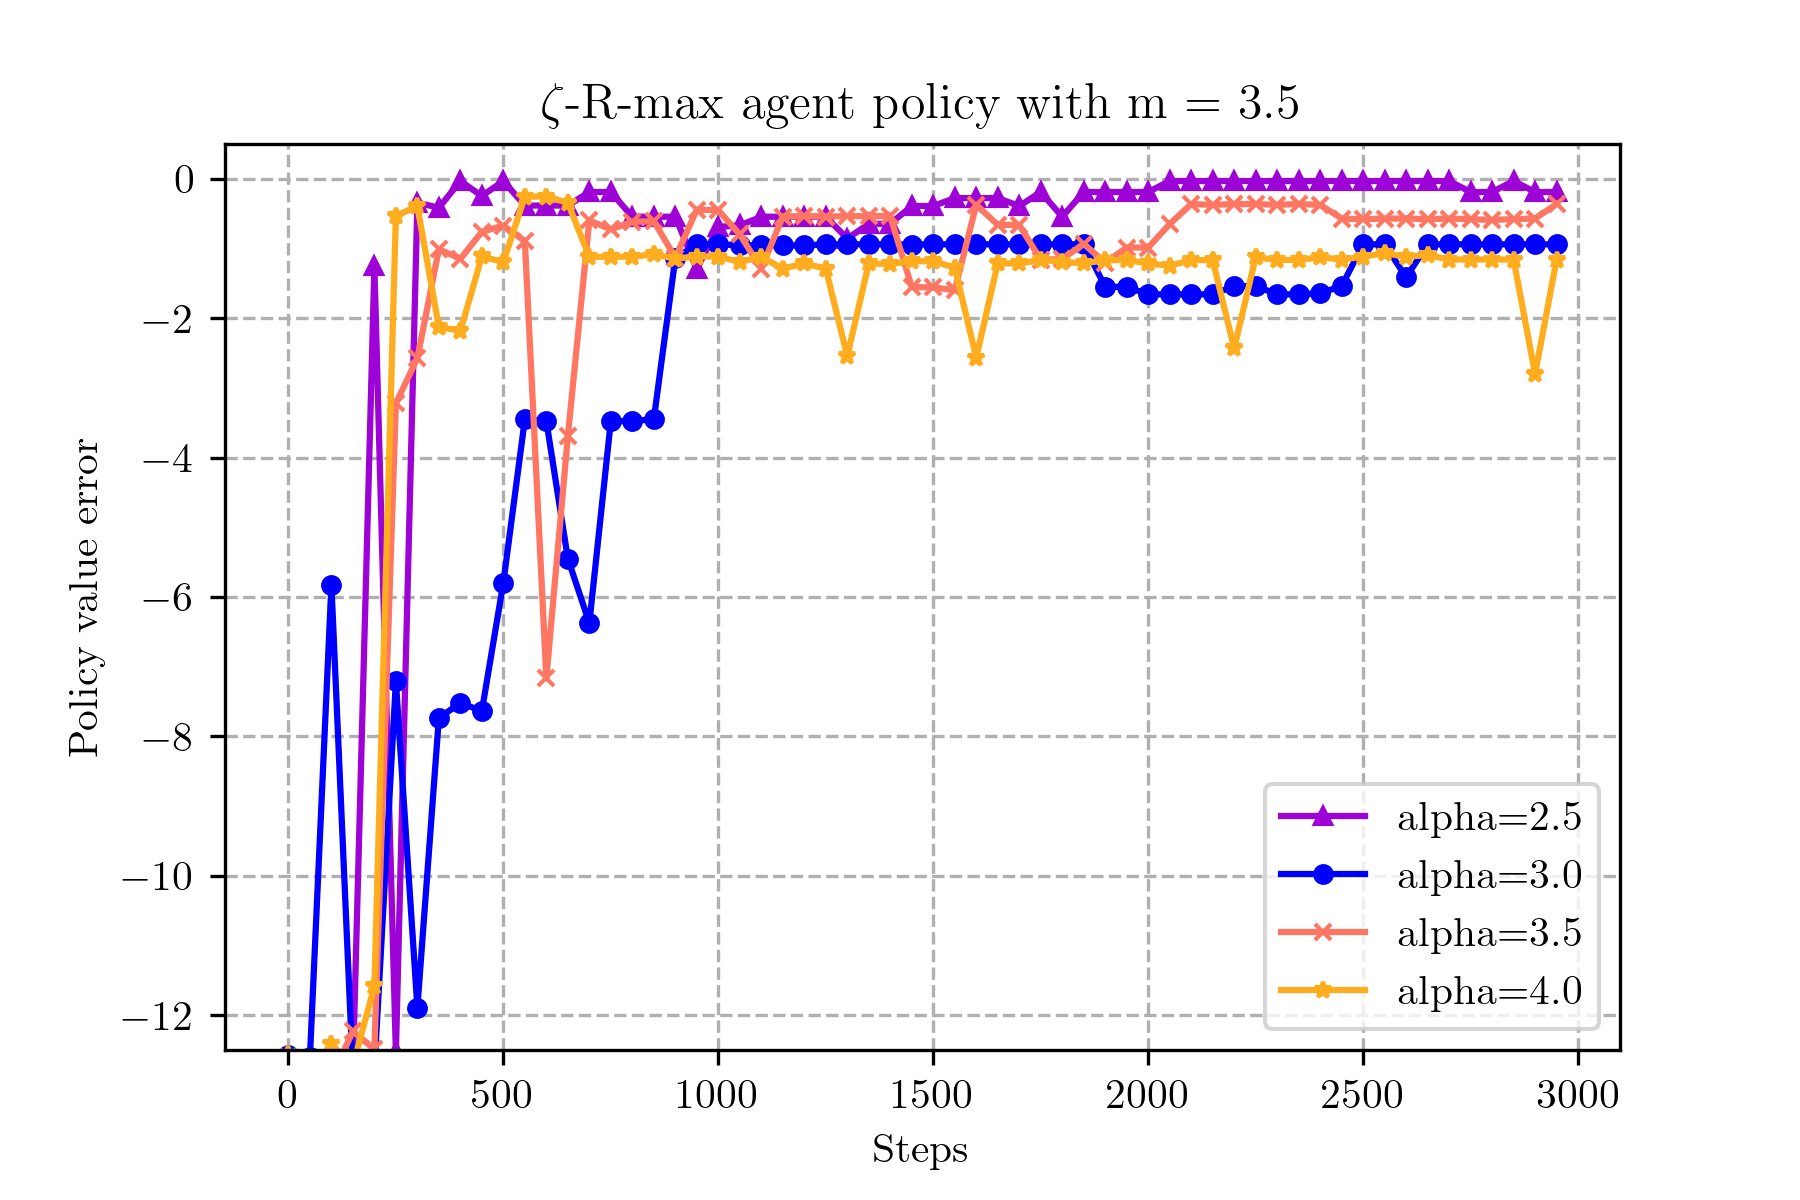 ζ-R-max agent policy with m = 3.5
Policy value error
0
−2
−4
−6
−8
−10
−12
0 500 1000 1500 2000 2500 3000
Steps
alpha=2.5
alpha=3.0
alpha=3.5
alpha=4.0